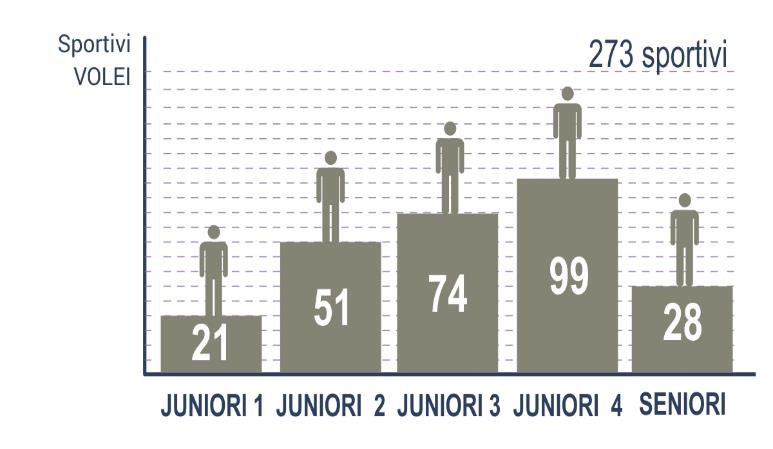 Sportivi
VOLEI
273 sportivi
21
51
74
99
28
JUNIORI 1
JUNIORI 2
JUNIORI 3
JUNIORI 4
SENIORI